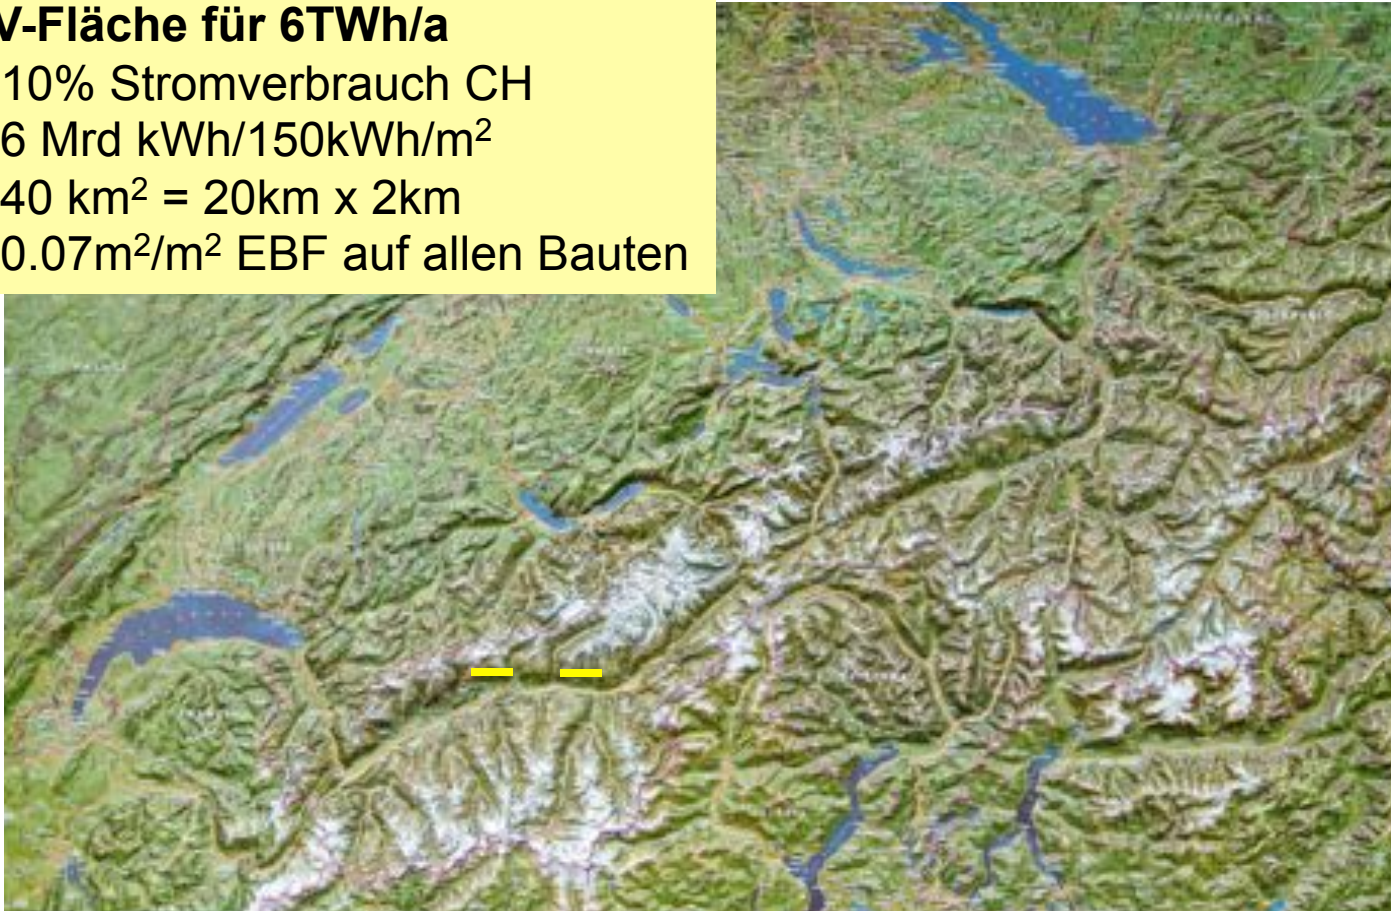 V-Fläche für 6TWh/a
10% Stromverbrauch CH
6 Mrd kWh/150kWh/m²
40 km² = 20km x 2km
0.07m²/m² EBF auf allen Bauten